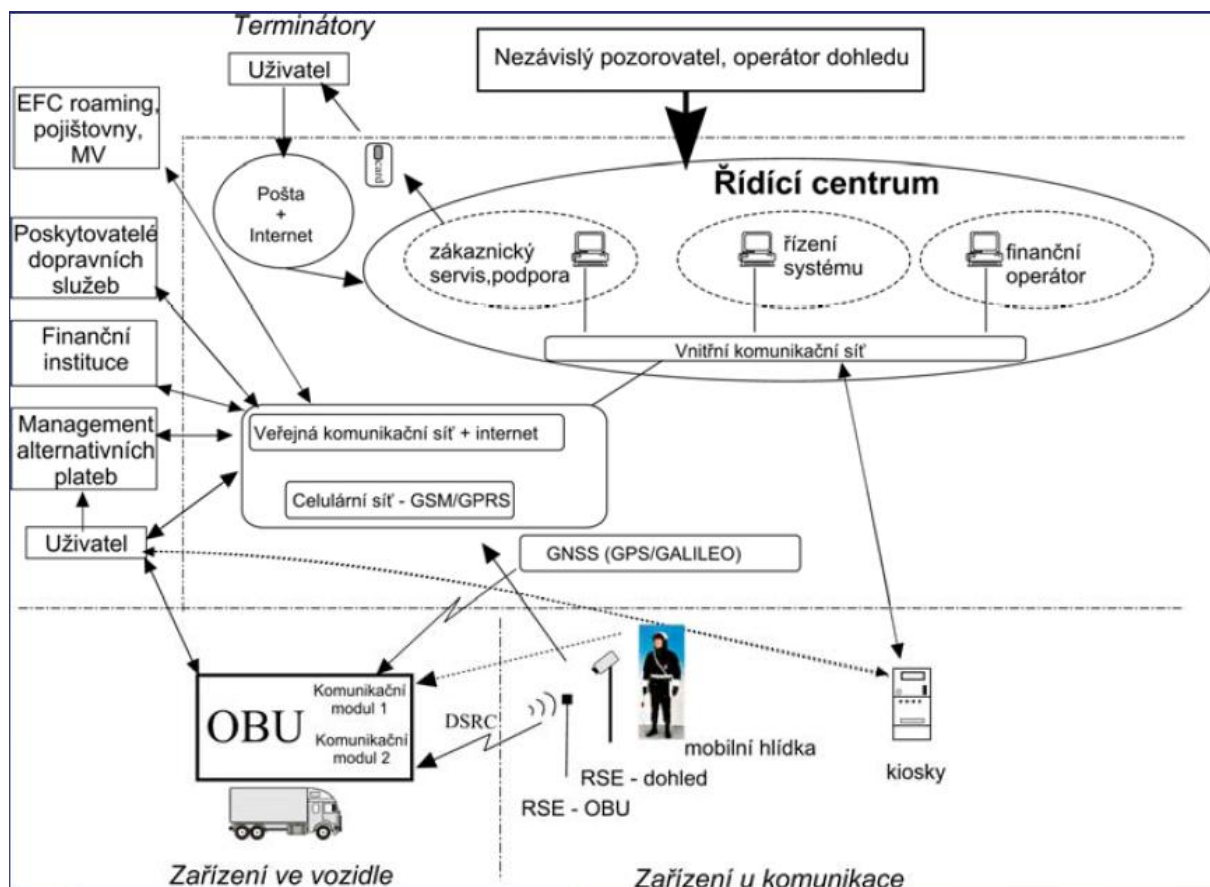 Terminátory
Uživatel
Nezávislý pozorovatel, operátor dohledu
EFC roaming,
pojištovny,
MV
card
Řídící centrum
Pošta
+
Internet
zákaznický
servis,podpora
řízení
systému
finanční
operátor
Poskytovatelé
dopravních
služeb
Vnitřní komunikační síť
Finanční
instituce
Management
alternativních
plateb
Veřejná komunikační síť + internet
Celulární síť - GSM/GPRS
Uživatel
GNSS (GPS/GALILEO)
OBU
Komunikační
modul 1
Komunikační
modul 2
DSRC
mobilní hlídka
RSE - dohled
RSE - OBU
kiosky
Zařízení ve vozidle
Zařízení u komunikace